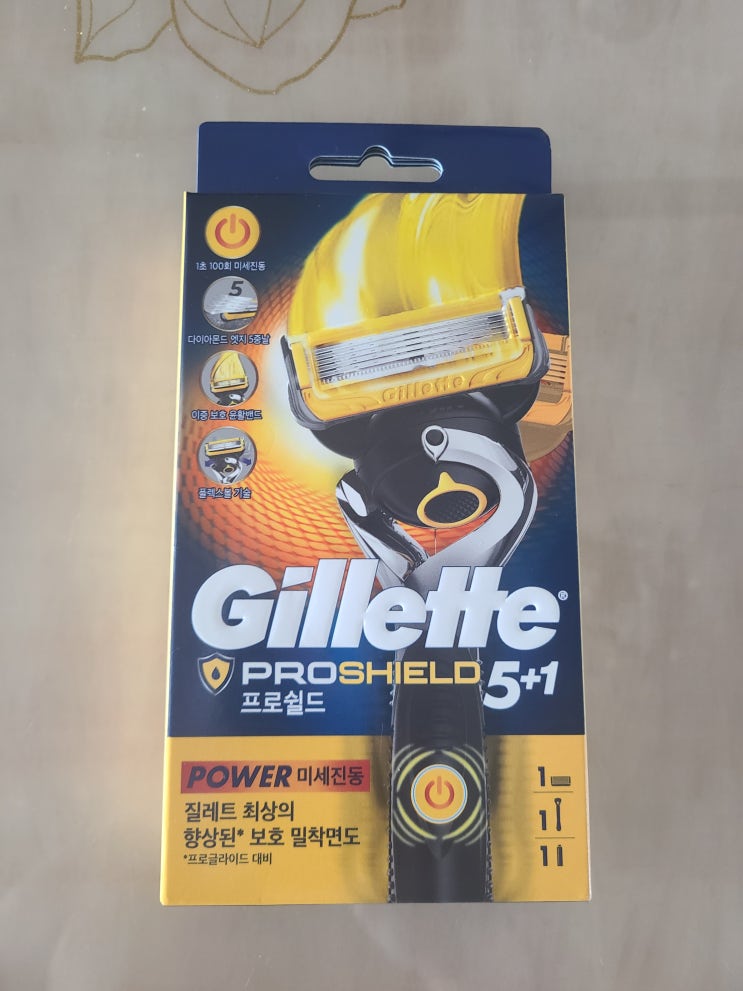 1초 100회 미세진동
5
다이아몬드 엣지 5중날
이중 보호 윤활밴드
플렉스볼 기술
Gillette
Gillette®
PROSHIELD 5+1
프로쉴드
POWER 미세진동
질레트 최상의
향상된* 보호 밀착면도
*프로글라이드 대비
1
1
1